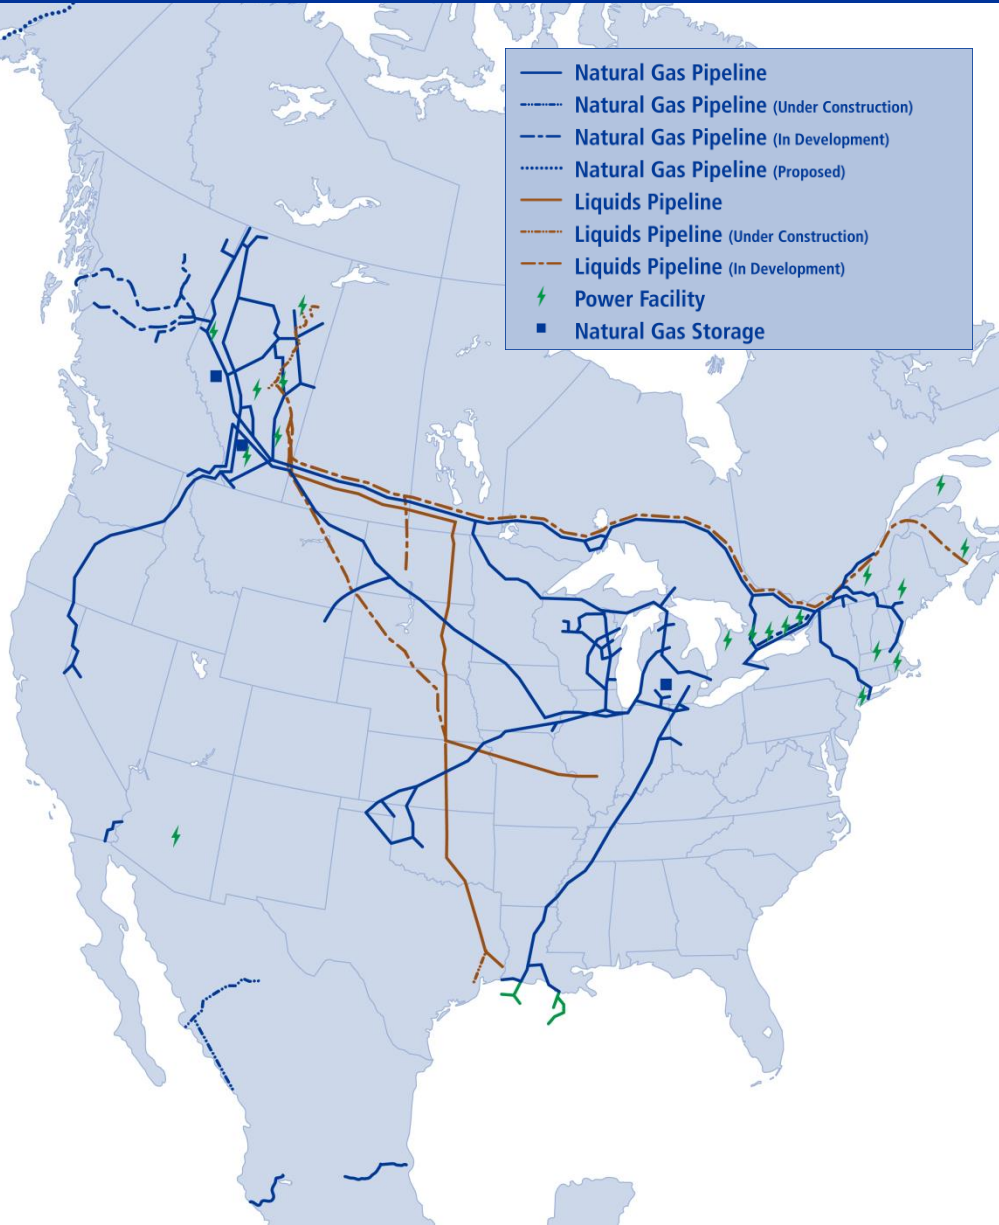 Natural Gas Pipeline
Natural Gas Pipeline (Under Construction)
Natural Gas Pipeline (In Development)
Natural Gas Pipeline (Proposed)
Liquids Pipeline
Liquids Pipeline (Under Construction)
Liquids Pipeline (In Development)
Power Facility
Natural Gas Storage